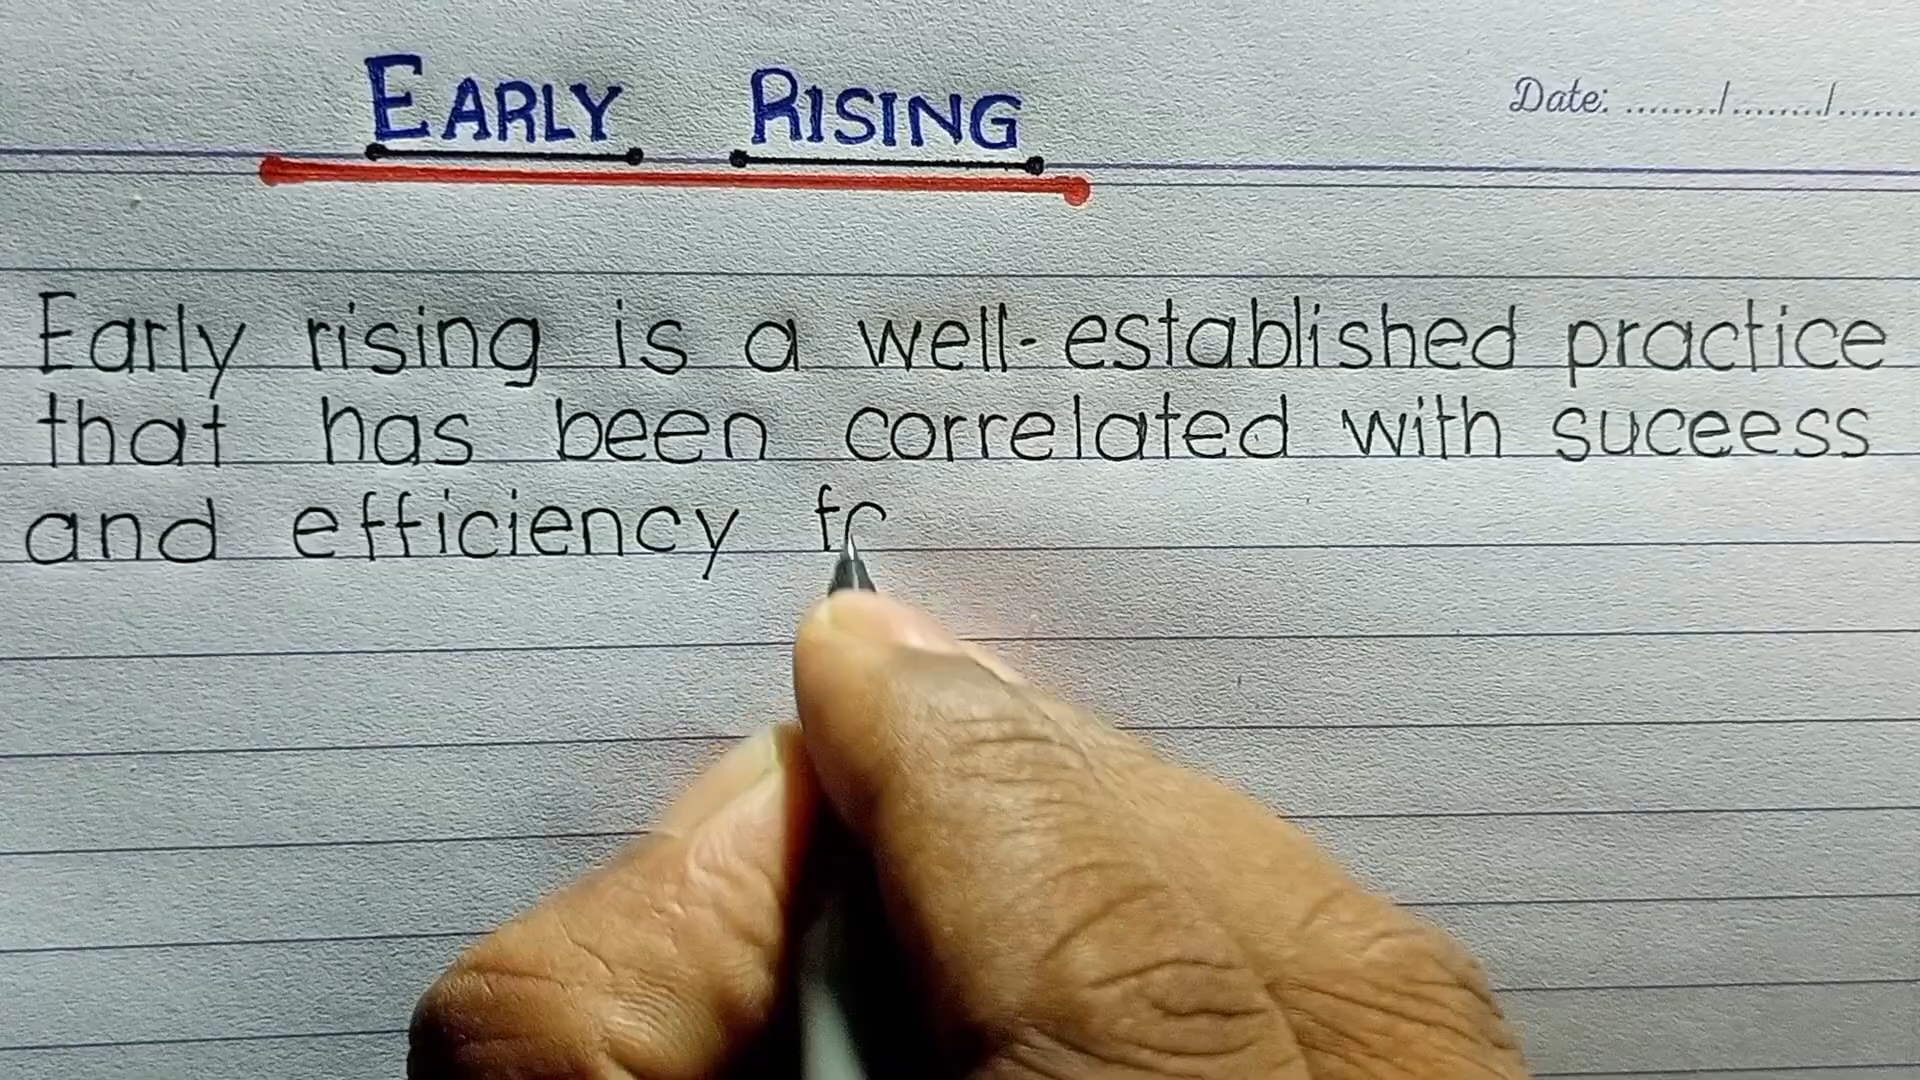 EARLY RISING
Date: ......../......../........
Early rising is a well-established practice
that has been correlated with suceess
and efficiency